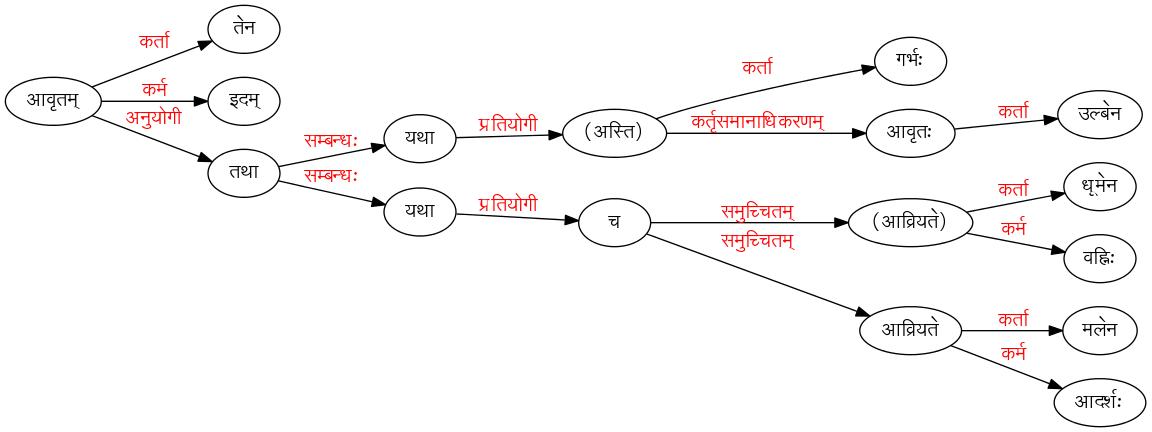 तेन
कर्ता
गर्भः
कर्ता
आवृतम्
कर्म
इदम्
उल्बेन
कर्ता
अनुयोगी
कर्तृसमानाधिकरणम्
आवृतः
(अस्ति)
प्रतियोगी
यथा
सम्बन्धः
तथा
सम्बन्धः
धूमेन
कर्ता
यथा
प्रतियोगी
च
समुच्चितम्
(आव्रियते)
कर्म
समुच्चितम्
वह्निः
आव्रियते
कर्ता
मलेन
कर्म
आदर्शः